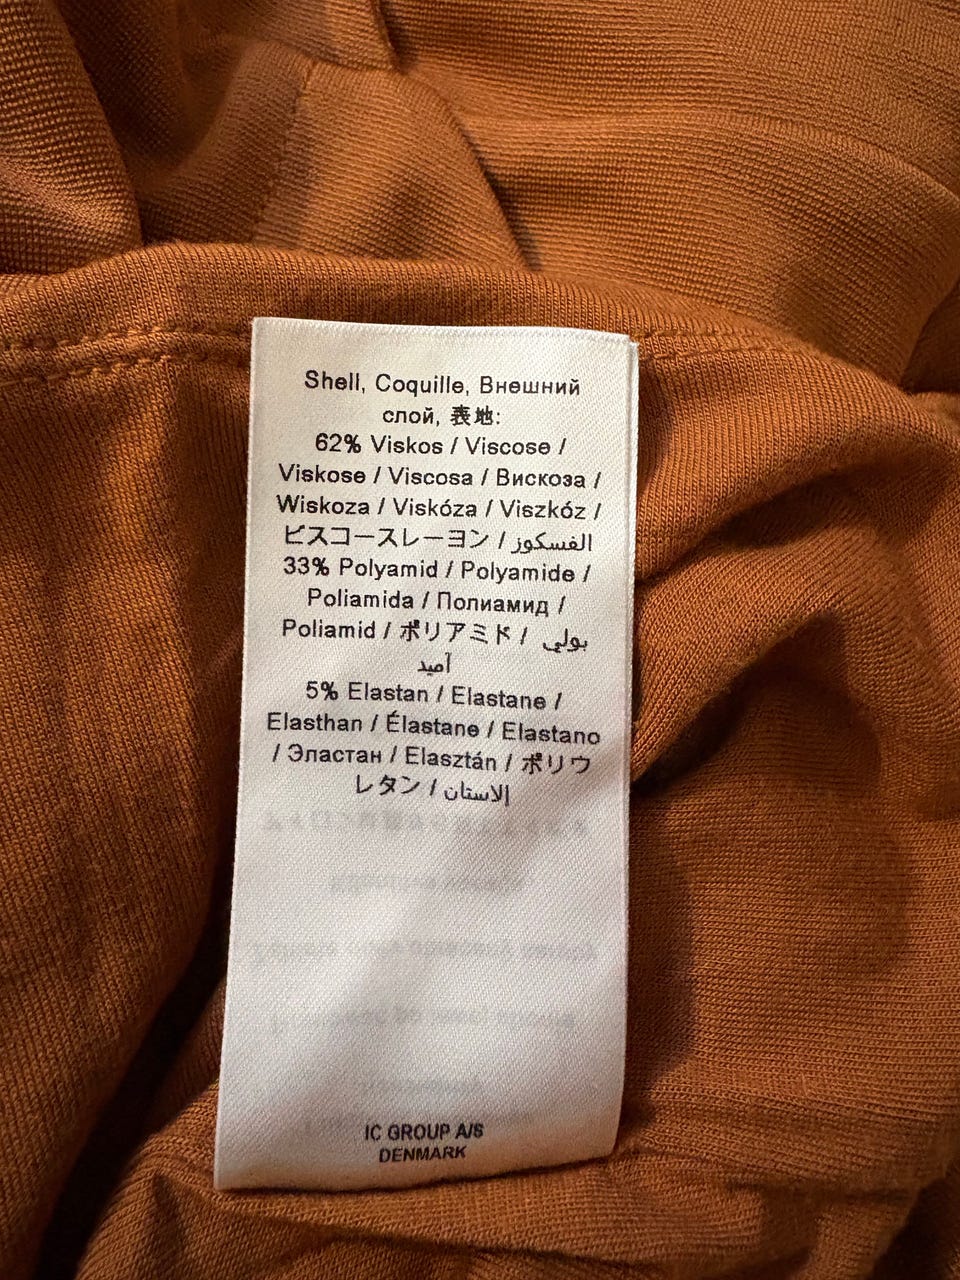 Shell, Coquille, Внешний
слой, 表地:
62% Viskos / Viscose /
Viskose / Viscosa / Вискоза /
Wiskoza / Viskóza / Viszkóz /
ビスコースレーヨン / الفسكوز
33% Polyamid / Polyamide /
Poliamida / Полиамид /
Poliamid / ポリアミド / بولي
آميد
5% Elastan / Elastane /
Elasthan / Élastane / Elastano
/ Эластан / Elasztán / ポリウ
レタン / الاستان
IC GROUP A/S
DENMARK